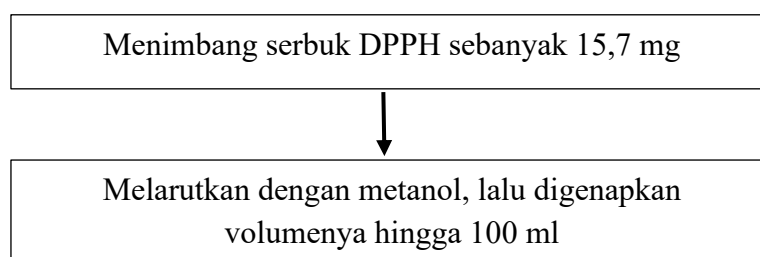 Menimbang serbuk DPPH sebanyak 15,7 mg
Melarutkan dengan metanol, lalu digenapkan
volumenya hingga 100 ml